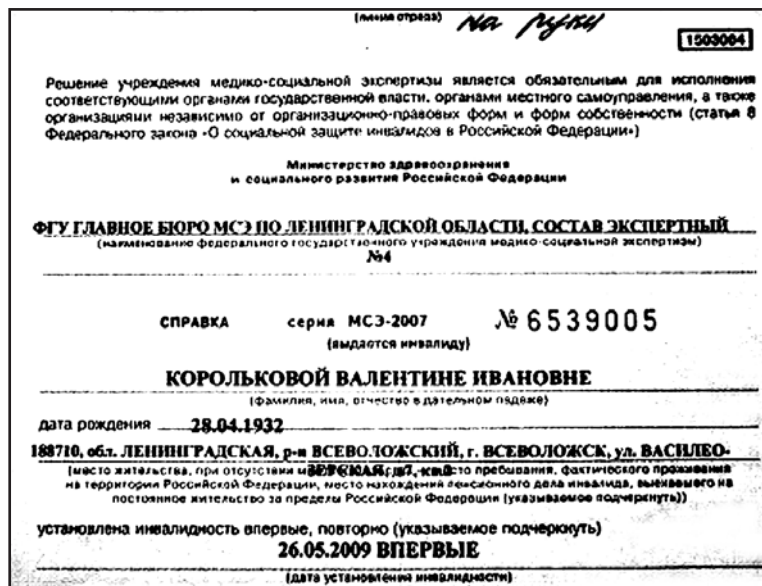 (линия отреза) на руки
1503004
Решение учреждения медико-социальной экспертизы является обязательным для исполнения
соответствующими органами государственной власти, органами местного самоуправления, а также
организациями независимо от организационно-правовых форм и форм собственности (статья 8
Федерального закона «О социальной защите инвалидов в Российской Федерации»)
Министерство здравоохранения
и социального развития Российской Федерации
ФГУ ГЛАВНОЕ БЮРО МСЭ ПО ЛЕНИНГРАДСКОЙ ОБЛАСТИ, СОСТАВ ЭКСПЕРТНЫЙ
(наименование федерального государственного учреждения медико-социальной экспертизы)
№4
СПРАВКА серия МСЭ-2007 № 6539005
(выдается инвалиду)
КОРОЛЬКОВОЙ ВАЛЕНТИНЕ ИВАНОВНЕ
(фамилия, имя, отчество в дательном падеже)
дата рождения 28.04.1932
188710, обл. ЛЕНИНГРАДСКАЯ, р-н ВСЕВОЛОЖСКИЙ, г. ВСЕВОЛОЖСК, ул. ВАСИЛЕО-
(место жительства, при отсутствии места пребывания, фактического проживания
на территории Российской Федерации, место нахождения пенсионного дела инвалида, выехавшего на
постоянное жительство за пределы Российской Федерации (указываемое подчеркнуть))
установлена инвалидность впервые, повторно (указываемое подчеркнуть)
26.05.2009 ВПЕРВЫЕ
(дата установления инвалидности)